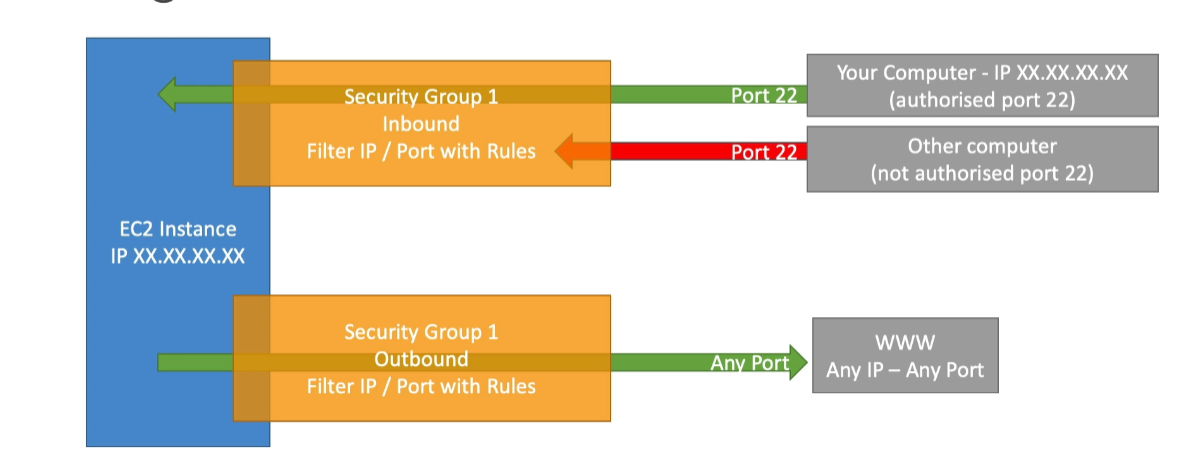 Security Group 1
Inbound
Filter IP / Port with Rules
Port 22
Your Computer - IP XX.XX.XX.XX
(authorised port 22)
Port 22
Other computer
(not authorised port 22)
EC2 Instance
IP XX.XX.XX.XX
Security Group 1
Outbound
Filter IP / Port with Rules
Any Port
WWW
Any IP – Any Port